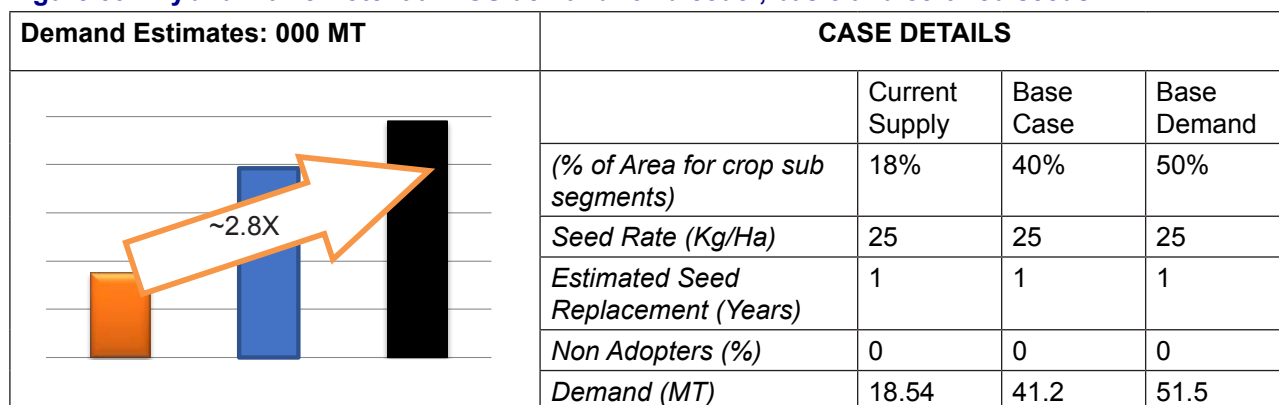 Demand Estimates: 000 MT
CASE DETAILS
Current
Supply
Base
Case
Base
Demand
(% of Area for crop sub
segments)
18%
40%
50%
Seed Rate (Kg/Ha)
25
25
25
Estimated Seed
Replacement (Years)
1
1
1
Non Adopters (%)
0
0
0
Demand (MT)
18.54
41.2
51.5
~2.8X